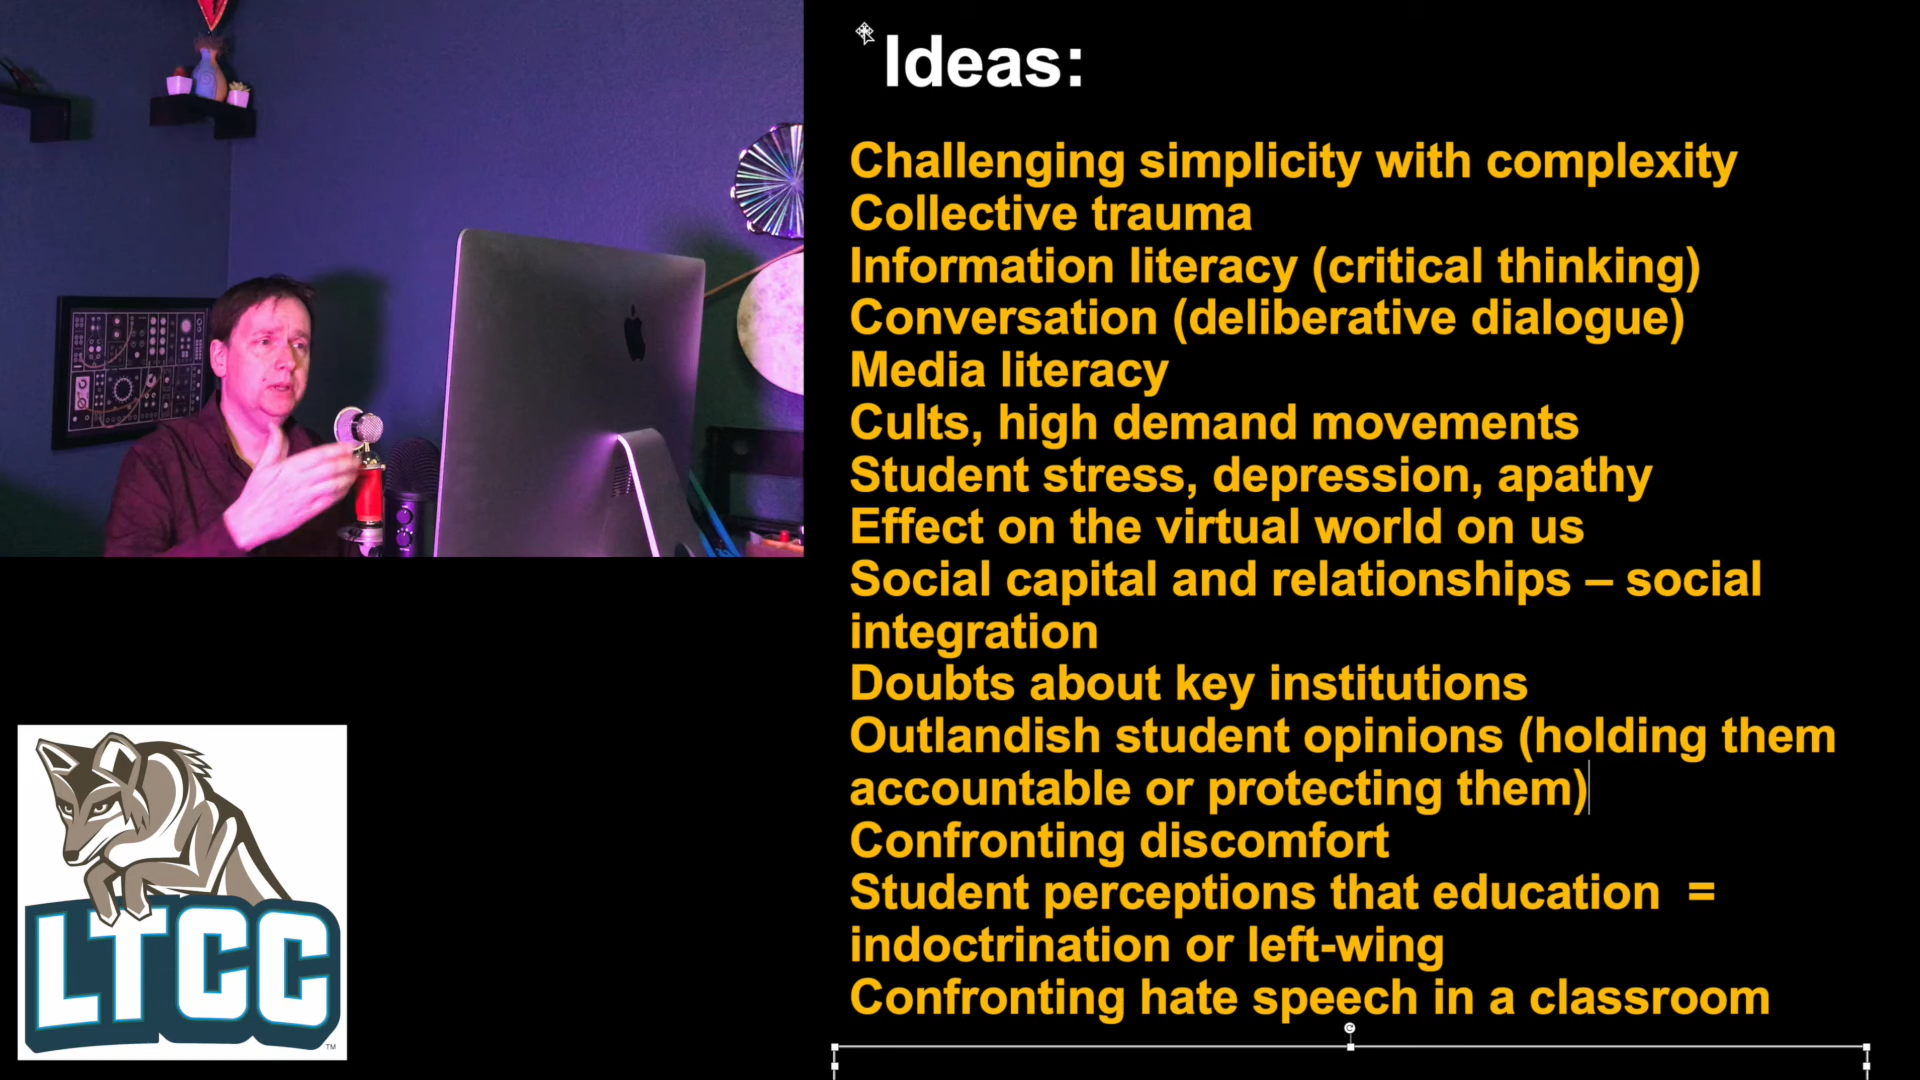 Ideas:
Challenging simplicity with complexity
Collective trauma
Information literacy (critical thinking)
Conversation (deliberative dialogue)
Media literacy
Cults, high demand movements
Student stress, depression, apathy
Effect on the virtual world on us
Social capital and relationships – social
integration
Doubts about key institutions
Outlandish student opinions (holding them
accountable or protecting them)
Confronting discomfort
Student perceptions that education  =
indoctrination or left-wing
Confronting hate speech in a classroom
LTCC
TM